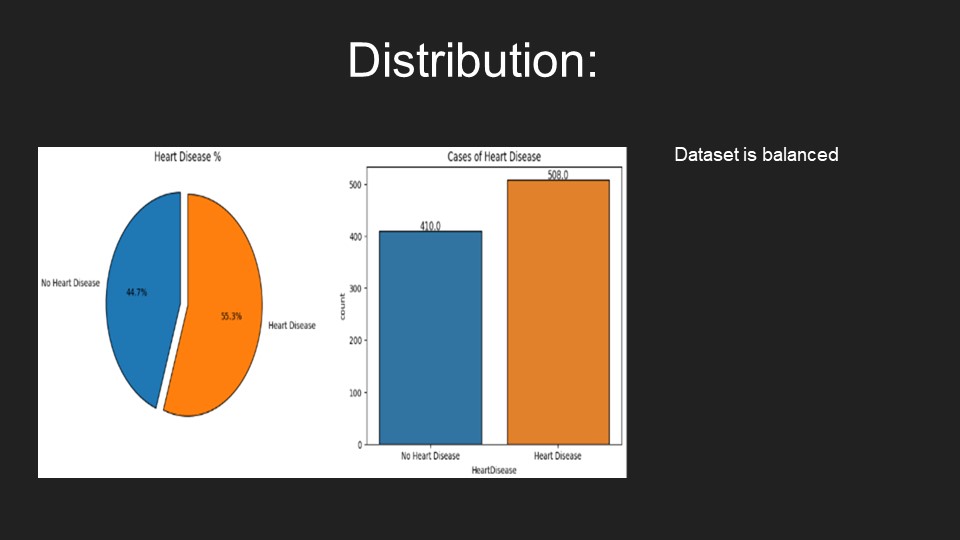 Distribution:
Dataset is balanced
Heart Disease %
No Heart Disease
44.7%
55.3%
Heart Disease
Cases of Heart Disease
500
400
300
200
100
0
count
410.0
508.0
No Heart Disease
Heart Disease
HeartDisease